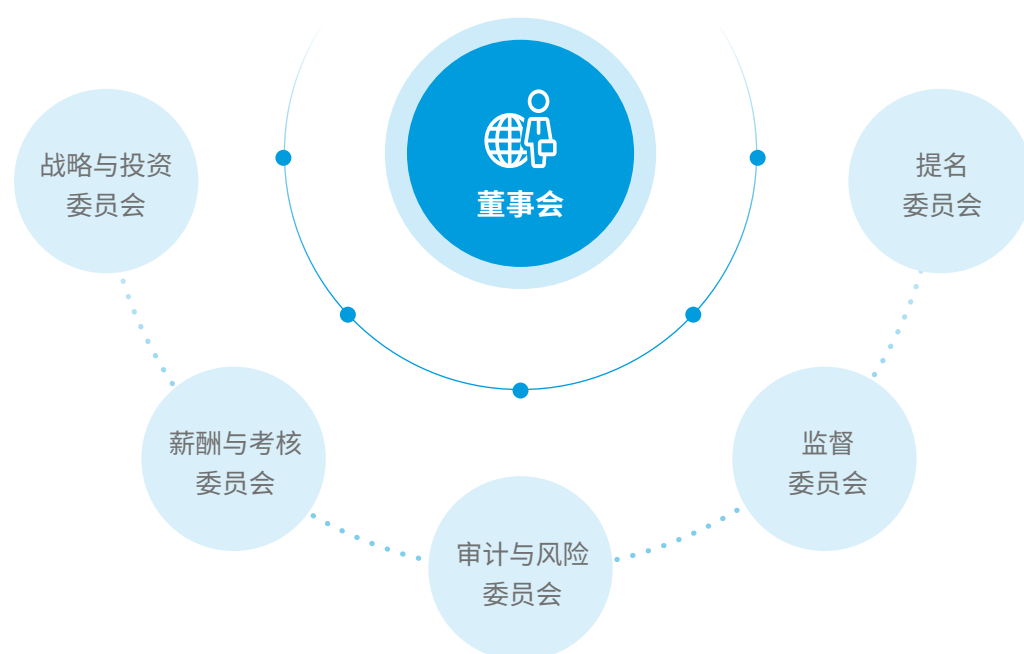 董事会
战略与投资
委员会
提名
委员会
薪酬与考核
委员会
监督
委员会
审计与风险
委员会